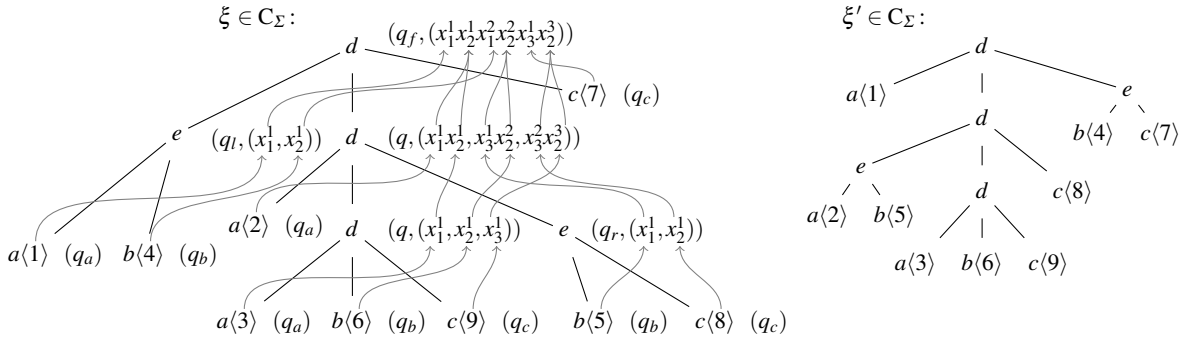 ξ ∈ C_Σ : ξ′ ∈ C_Σ :
d (q_f, (x_1^1 x_2^1 x_1^2 x_2^2 x_3^1 x_2^3)) d
c⟨7⟩ (q_c) a⟨1⟩ e
e (q_l, (x_1^1, x_2^1)) d (q, (x_1^1 x_1^2, x_3^1 x_2^2, x_3^2 x_2^3)) d b⟨4⟩ c⟨7⟩
e d c⟨8⟩
a⟨1⟩ (q_a) b⟨4⟩ (q_b) a⟨2⟩ (q_a) d (q, (x_1^1, x_2^1, x_3^1)) e (q_r, (x_1^1, x_2^1)) a⟨2⟩ b⟨5⟩
a⟨3⟩ b⟨6⟩ c⟨9⟩
a⟨3⟩ (q_a) b⟨6⟩ (q_b) c⟨9⟩ (q_c) b⟨5⟩ (q_b) c⟨8⟩ (q_c)